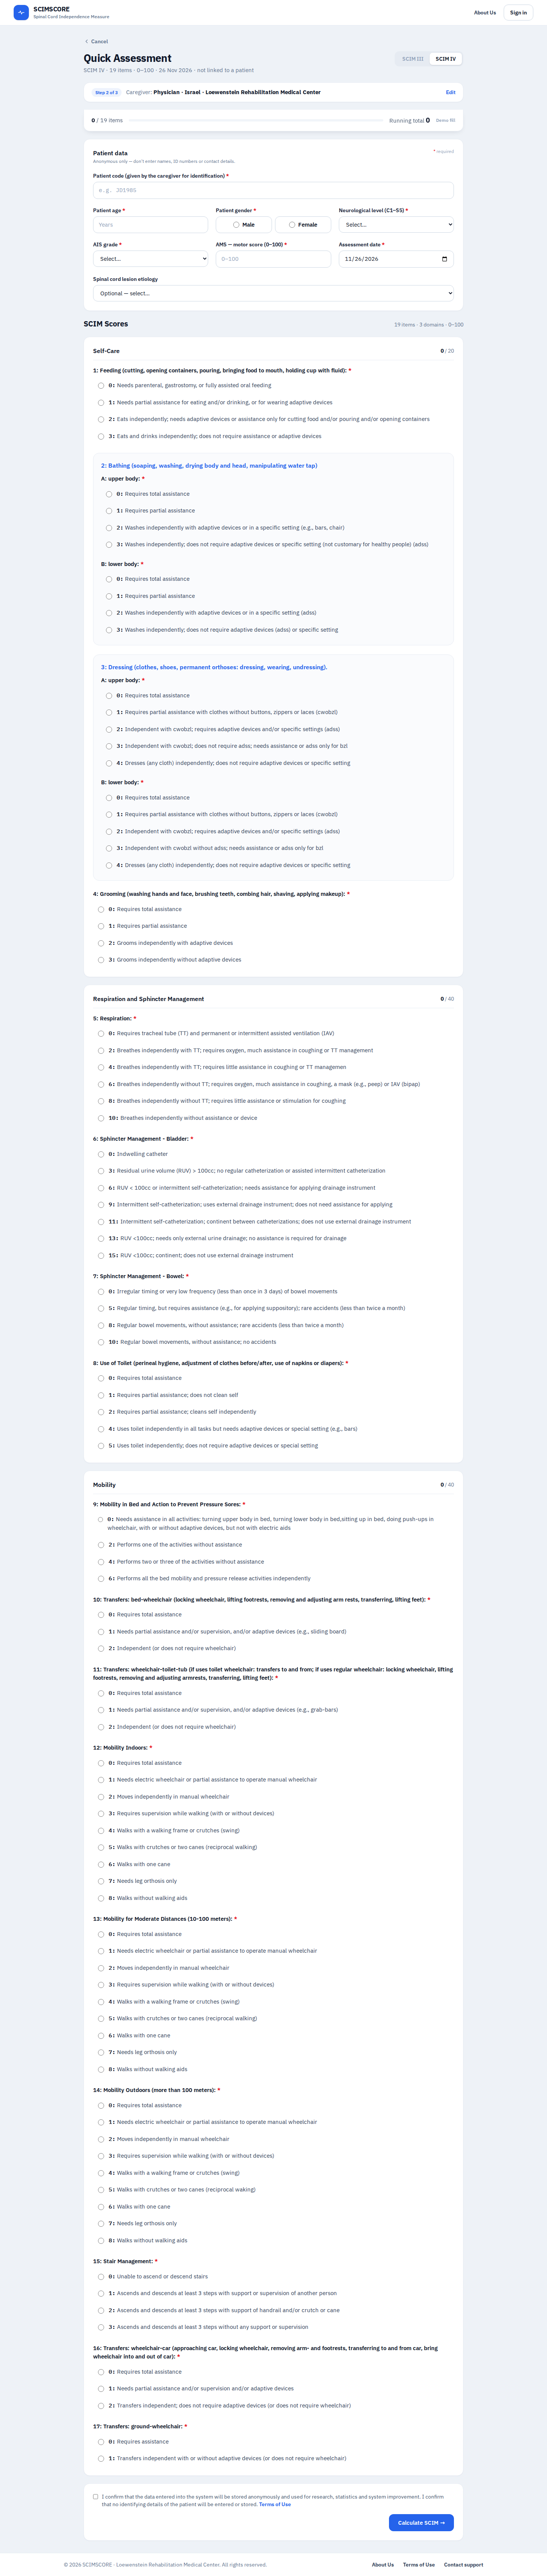 SCIMSCORE
Spinal Cord Independence Measure
About Us
Sign in
Cancel
Quick Assessment
SCIM IV · 19 items · 0–100 · 26 Nov 2026 · not linked to a patient
SCIM III
SCIM IV
Step 2 of 2
Caregiver: Physician · Israel · Loewenstein Rehabilitation Medical Center
Edit
0 / 19 items
Running total 0
Patient data
* required
Anonymous only — don't enter names, ID numbers or contact details.
Patient code (given by the caregiver for identification) *
e.g. JD1985
Patient age *
Patient gender *
Neurological level (C1–S5) *
Years
Male
Female
Select...
AIS grade *
AMS — motor score (0–100) *
Assessment date *
Select...
0–100
11/26/2026
Spinal cord lesion etiology
Optional — select...
SCIM Scores
19 items · 3 domains · 0–100
Self-Care
0 / 20
1: Feeding (cutting, opening containers, pouring, bringing food to mouth, holding cup with fluid): *
0: Needs parenteral, gastrostomy, or fully assisted oral feeding
1: Needs partial assistance for eating and/or drinking, or for wearing adaptive devices
2: Eats independently; needs adaptive devices or assistance only for cutting food and/or pouring and/or opening containers
3: Eats and drinks independently; does not require assistance or adaptive devices
2: Bathing (soaping, washing, drying body and head, manipulating water tap)
A: upper body: *
0: Requires total assistance
1: Requires partial assistance
2: Washes independently with adaptive devices or in a specific setting (e.g., bars, chair)
3: Washes independently; does not require adaptive devices or specific setting (not customary for healthy people) (adss)
B: lower body: *
0: Requires total assistance
1: Requires partial assistance
2: Washes independently with adaptive devices or in a specific setting (adss)
3: Washes independently; does not require adaptive devices (adss) or specific setting
3: Dressing (clothes, shoes, permanent orthoses: dressing, wearing, undressing).
A: upper body: *
0: Requires total assistance
1: Requires partial assistance with clothes without buttons, zippers or laces (cwobzl)
2: Independent with cwobzl; requires adaptive devices and/or specific settings (adss)
3: Independent with cwobzl; does not require adss; needs assistance or adss only for bzl
4: Dresses (any cloth) independently; does not require adaptive devices or specific setting
B: lower body: *
0: Requires total assistance
1: Requires partial assistance with clothes without buttons, zippers or laces (cwobzl)
2: Independent with cwobzl; requires adaptive devices and/or specific settings (adss)
3: Independent with cwobzl without adss; needs assistance or adss only for bzl
4: Dresses (any cloth) independently; does not require adaptive devices or specific setting
4: Grooming (washing hands and face, brushing teeth, combing hair, shaving, applying makeup): *
0: Requires total assistance
1: Requires partial assistance
2: Grooms independently with adaptive devices
3: Grooms independently without adaptive devices
Respiration and Sphincter Management
0 / 40
5: Respiration: *
0: Requires tracheal tube (TT) and permanent or intermittent assisted ventilation (IAV)
2: Breathes independently with TT; requires oxygen, much assistance in coughing or TT management
4: Breathes independently with TT; requires little assistance in coughing or TT managemen
6: Breathes independently without TT; requires oxygen, much assistance in coughing, a mask (e.g., peep) or IAV (bipap)
8: Breathes independently without TT; requires little assistance or stimulation for coughing
10: Breathes independently without assistance or device
6: Sphincter Management - Bladder: *
0: Indwelling catheter
3: Residual urine volume (RUV) > 100cc; no regular catheterization or assisted intermittent catheterization
6: RUV < 100cc or intermittent self-catheterization; needs assistance for applying drainage instrument
9: Intermittent self-catheterization; uses external drainage instrument; does not need assistance for applying
11: Intermittent self-catheterization; continent between catheterizations; does not use external drainage instrument
13: RUV <100cc; needs only external urine drainage; no assistance is required for drainage
15: RUV <100cc; continent; does not use external drainage instrument
7: Sphincter Management - Bowel: *
0: Irregular timing or very low frequency (less than once in 3 days) of bowel movements
5: Regular timing, but requires assistance (e.g., for applying suppository); rare accidents (less than twice a month)
8: Regular bowel movements, without assistance; rare accidents (less than twice a month)
10: Regular bowel movements, without assistance; no accidents
8: Use of Toilet (perineal hygiene, adjustment of clothes before/after, use of napkins or diapers): *
0: Requires total assistance
1: Requires partial assistance; does not clean self
2: Requires partial assistance; cleans self independently
4: Uses toilet independently in all tasks but needs adaptive devices or special setting (e.g., bars)
5: Uses toilet independently; does not require adaptive devices or special setting
Mobility
0 / 40
9: Mobility in Bed and Action to Prevent Pressure Sores: *
0: Needs assistance in all activities: turning upper body in bed, turning lower body in bed,sitting up in bed, doing push-ups in
wheelchair, with or without adaptive devices, but not with electric aids
2: Performs one of the activities without assistance
4: Performs two or three of the activities without assistance
6: Performs all the bed mobility and pressure release activities independently
10: Transfers: bed-wheelchair (locking wheelchair, lifting footrests, removing and adjusting arm rests, transferring, lifting feet): *
0: Requires total assistance
1: Needs partial assistance and/or supervision, and/or adaptive devices (e.g., sliding board)
2: Independent (or does not require wheelchair)
11: Transfers: wheelchair-toilet-tub (if uses toilet wheelchair: transfers to and from; if uses regular wheelchair: locking wheelchair, lifting
footrests, removing and adjusting armrests, transferring, lifting feet): *
0: Requires total assistance
1: Needs partial assistance and/or supervision, and/or adaptive devices (e.g., grab-bars)
2: Independent (or does not require wheelchair)
12: Mobility Indoors: *
0: Requires total assistance
1: Needs electric wheelchair or partial assistance to operate manual wheelchair
2: Moves independently in manual wheelchair
3: Requires supervision while walking (with or without devices)
4: Walks with a walking frame or crutches (swing)
5: Walks with crutches or two canes (reciprocal walking)
6: Walks with one cane
7: Needs leg orthosis only
8: Walks without walking aids
13: Mobility for Moderate Distances (10-100 meters): *
0: Requires total assistance
1: Needs electric wheelchair or partial assistance to operate manual wheelchair
2: Moves independently in manual wheelchair
3: Requires supervision while walking (with or without devices)
4: Walks with a walking frame or crutches (swing)
5: Walks with crutches or two canes (reciprocal walking)
6: Walks with one cane
7: Needs leg orthosis only
8: Walks without walking aids
14: Mobility Outdoors (more than 100 meters): *
0: Requires total assistance
1: Needs electric wheelchair or partial assistance to operate manual wheelchair
2: Moves independently in manual wheelchair
3: Requires supervision while walking (with or without devices)
4: Walks with a walking frame or crutches (swing)
5: Walks with crutches or two canes (reciprocal waking)
6: Walks with one cane
7: Needs leg orthosis only
8: Walks without walking aids
15: Stair Management: *
0: Unable to ascend or descend stairs
1: Ascends and descends at least 3 steps with support or supervision of another person
2: Ascends and descends at least 3 steps with support of handrail and/or crutch or cane
3: Ascends and descends at least 3 steps without any support or supervision
16: Transfers: wheelchair-car (approaching car, locking wheelchair, removing arm- and footrests, transferring to and from car, bring
wheelchair into and out of car): *
0: Requires total assistance
1: Needs partial assistance and/or supervision and/or adaptive devices
2: Transfers independent; does not require adaptive devices (or does not require wheelchair)
17: Transfers: ground-wheelchair: *
0: Requires assistance
1: Transfers independent with or without adaptive devices (or does not require wheelchair)
I confirm that the data entered into the system will be stored anonymously and used for research, statistics and system improvement. I confirm
that no identifying details of the patient will be entered or stored. Terms of Use
Calculate SCIM →
© 2026 SCIMSCORE · Loewenstein Rehabilitation Medical Center. All rights reserved.
About Us
Terms of Use
Contact support